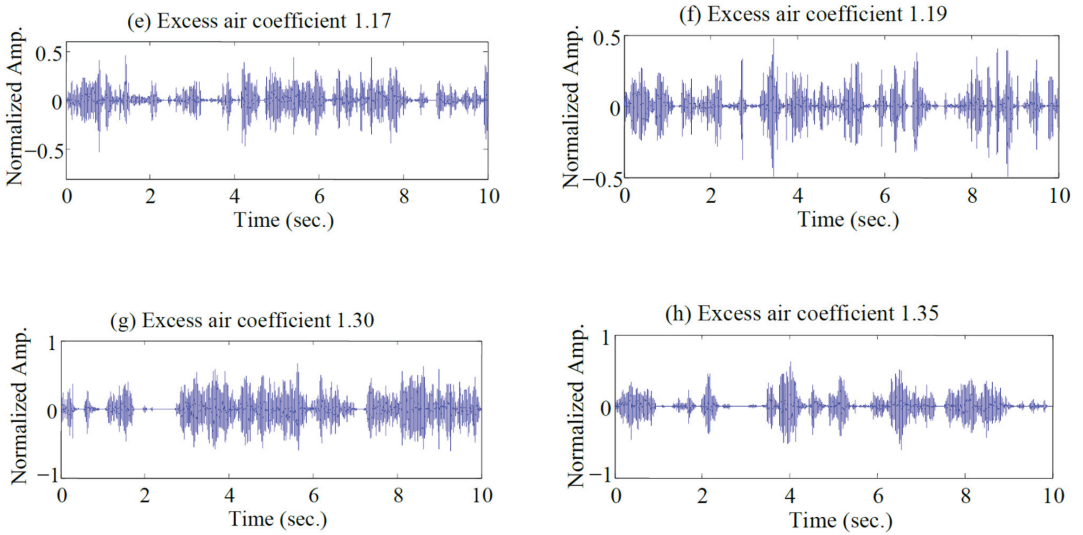 (e) Excess air coefficient 1.17
Normalized Amp.
0.5
0
−0.5
0 2 4 6 8 10
Time (sec.)
(f) Excess air coefficient 1.19
Normalized Amp.
0.5
0
−0.5
0 2 4 6 8 10
Time (sec.)
(g) Excess air coefficient 1.30
Normalized Amp.
1
0
−1
0 2 4 6 8 10
Time (sec.)
(h) Excess air coefficient 1.35
Normalized Amp.
1
0
−1
0 2 4 6 8 10
Time (sec.)